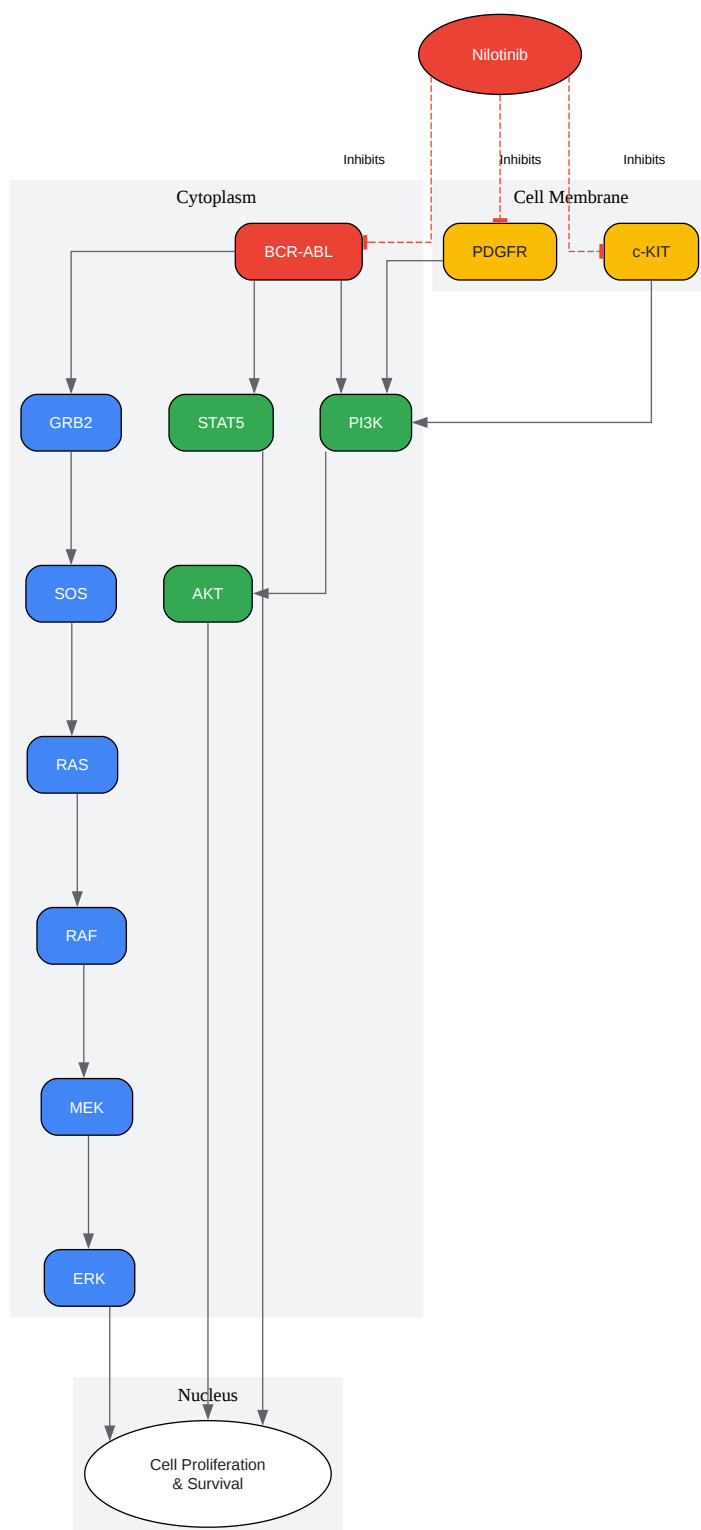 Nilotinib
Inhibits
Inhibits
Inhibits
Cytoplasm
Cell Membrane
BCR-ABL
PDGFR
c-KIT
GRB2
STAT5
PI3K
SOS
AKT
RAS
RAF
MEK
ERK
Nucleus
Cell Proliferation
& Survival